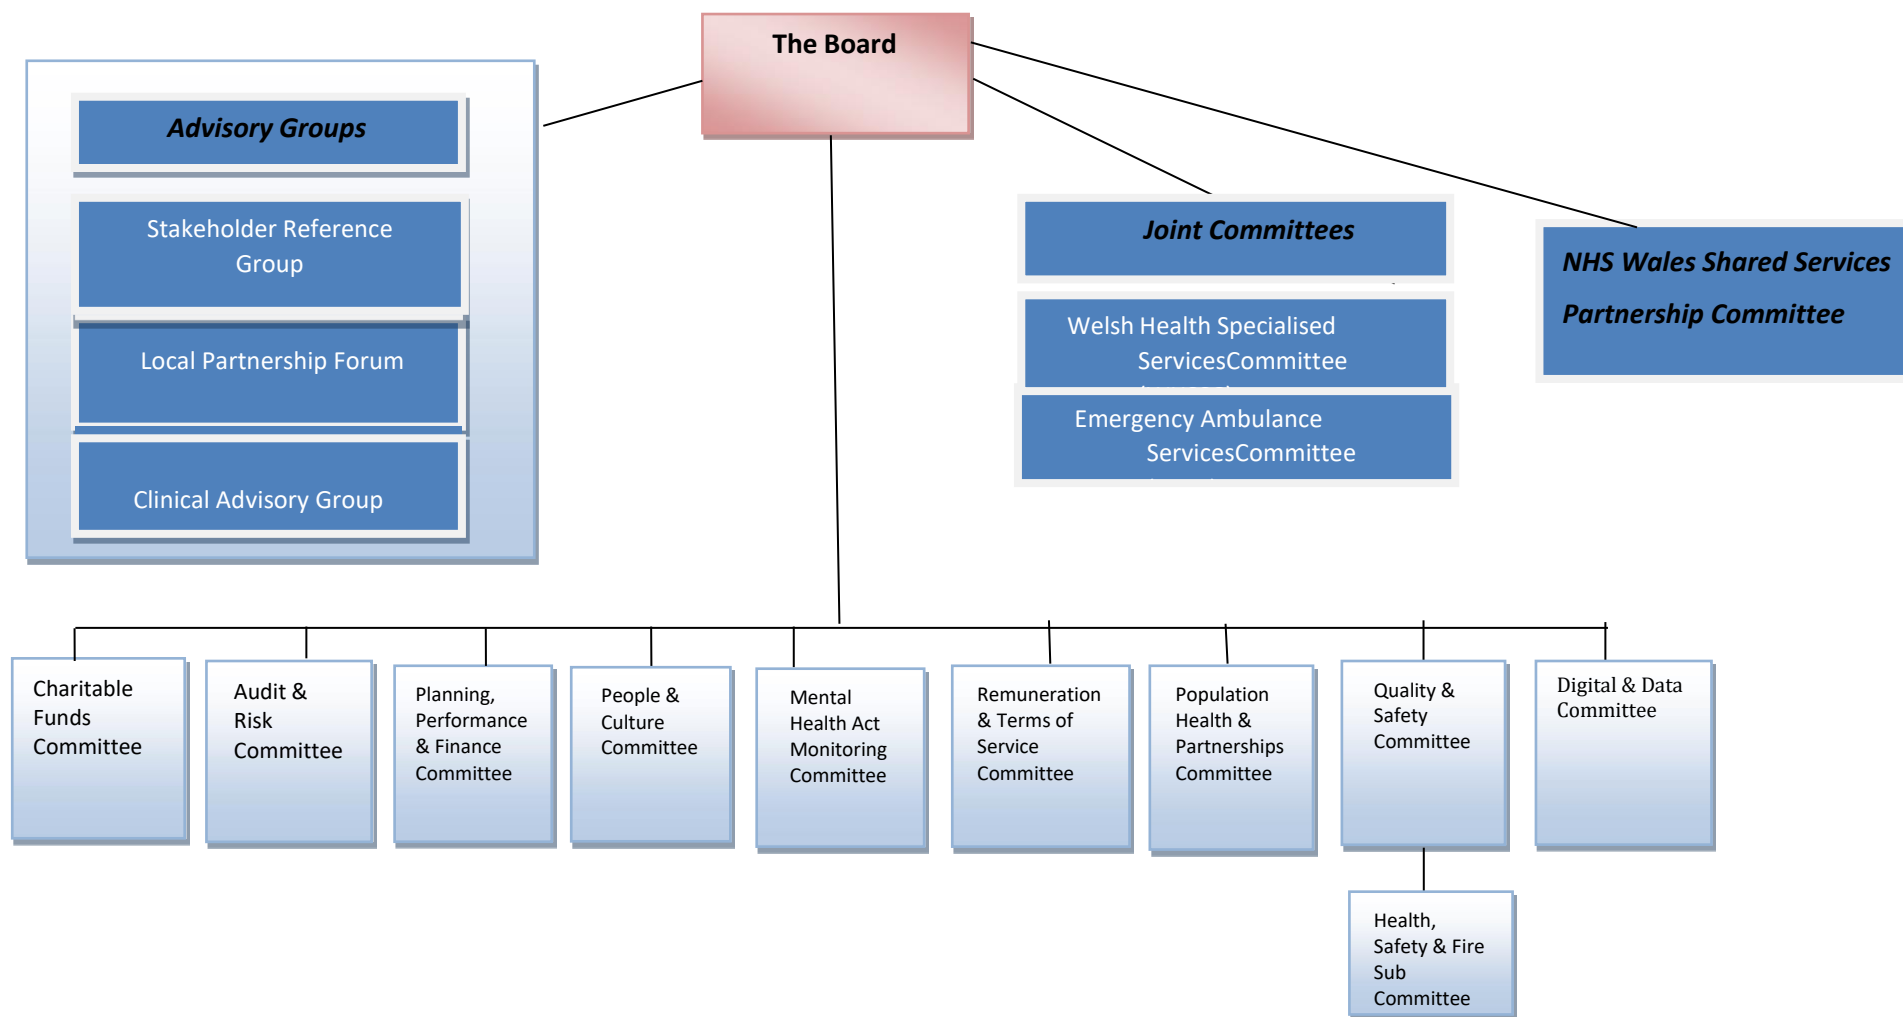 The Board
Advisory Groups
Stakeholder Reference
Group
Local Partnership Forum
Clinical Advisory Group
Joint Committees
Welsh Health Specialised
ServicesCommittee
Emergency Ambulance
ServicesCommittee
NHS Wales Shared Services
Partnership Committee
Charitable
Funds
Committee
Audit &
Risk
Committee
Planning,
Performance
& Finance
Committee
People &
Culture
Committee
Mental
Health Act
Monitoring
Committee
Remuneration
& Terms of
Service
Committee
Population
Health &
Partnerships
Committee
Quality &
Safety
Committee
Digital & Data
Committee
Health,
Safety & Fire
Sub
Committee